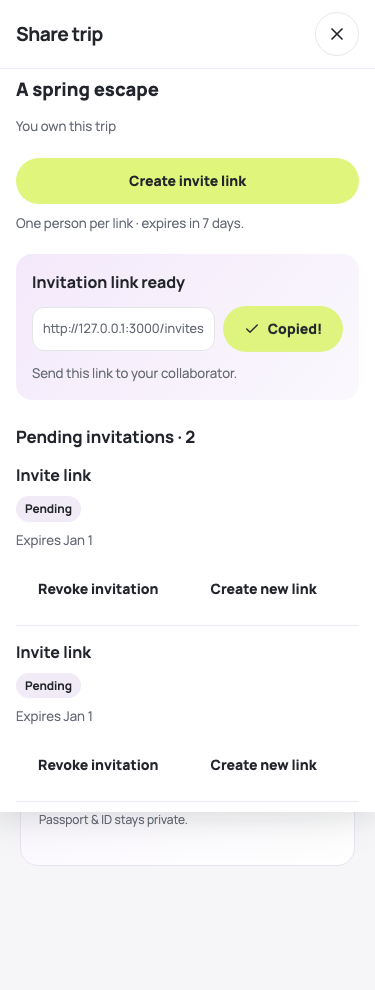 Share trip
A spring escape
You own this trip
Create invite link
One person per link · expires in 7 days.
Invitation link ready
http://127.0.0.1:3000/invites
Copied!
Send this link to your collaborator.
Pending invitations · 2
Invite link
Pending
Expires Jan 1
Revoke invitation
Create new link
Invite link
Pending
Expires Jan 1
Revoke invitation
Create new link
Passport & ID stays private.